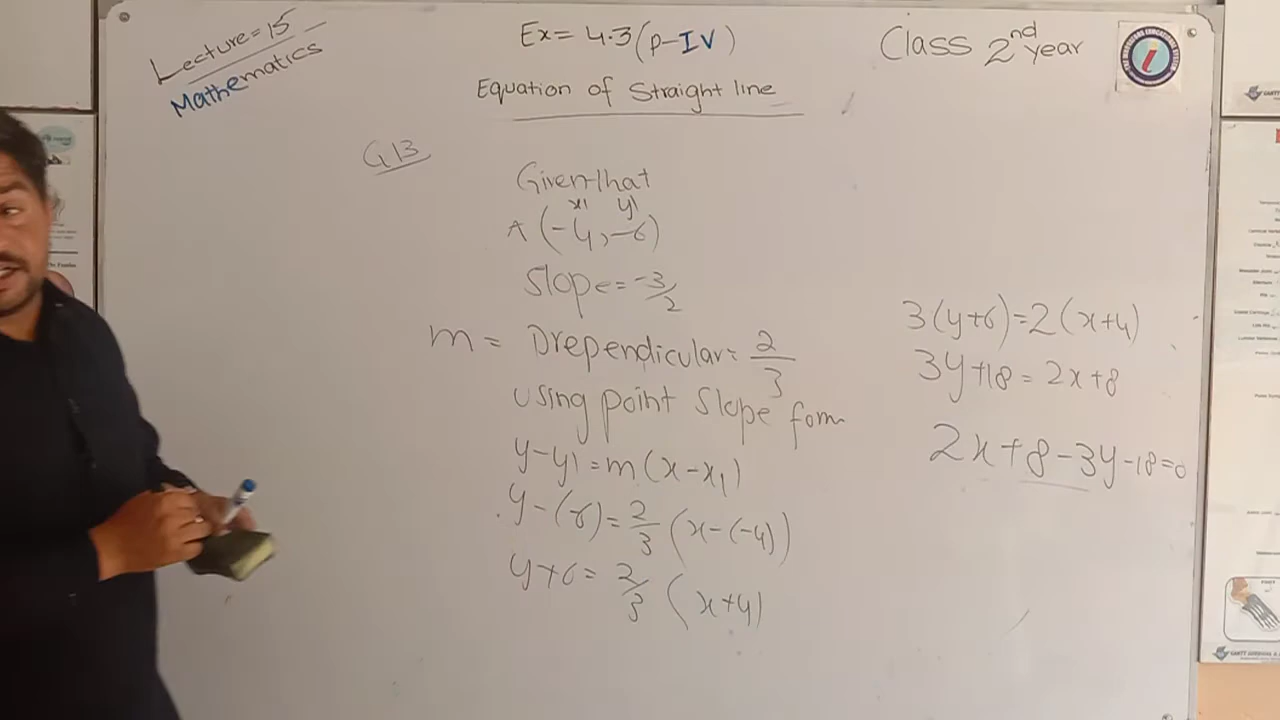 Lecture=15
Mathematics
Ex= 4.3(P-IV)
Equation of Straight line
Class 2nd year
Q13
Given that
x1 y1
A(-4,-6)
Slope=-3/2
m = Drependicular= 2/3
using point Slope form
y-y1=m(x-x1)
y-(6)=2/3(x-(-4))
y+6=2/3(x+4)
3(y+6)=2(x+4)
3y+18=2x+8
2x+8-3y-18=0